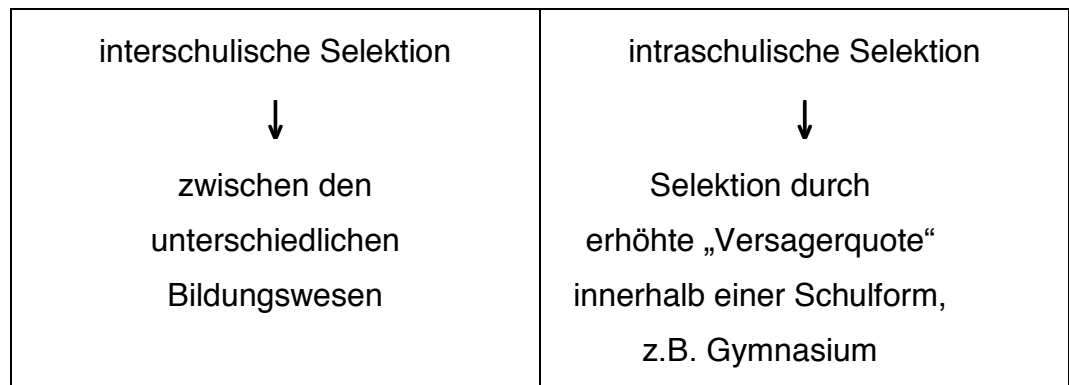 interschulische Selektion
↓
zwischen den
unterschiedlichen
Bildungswesen
intraschulische Selektion
↓
Selektion durch
erhöhte „Versagerquote“
innerhalb einer Schulform,
z.B. Gymnasium